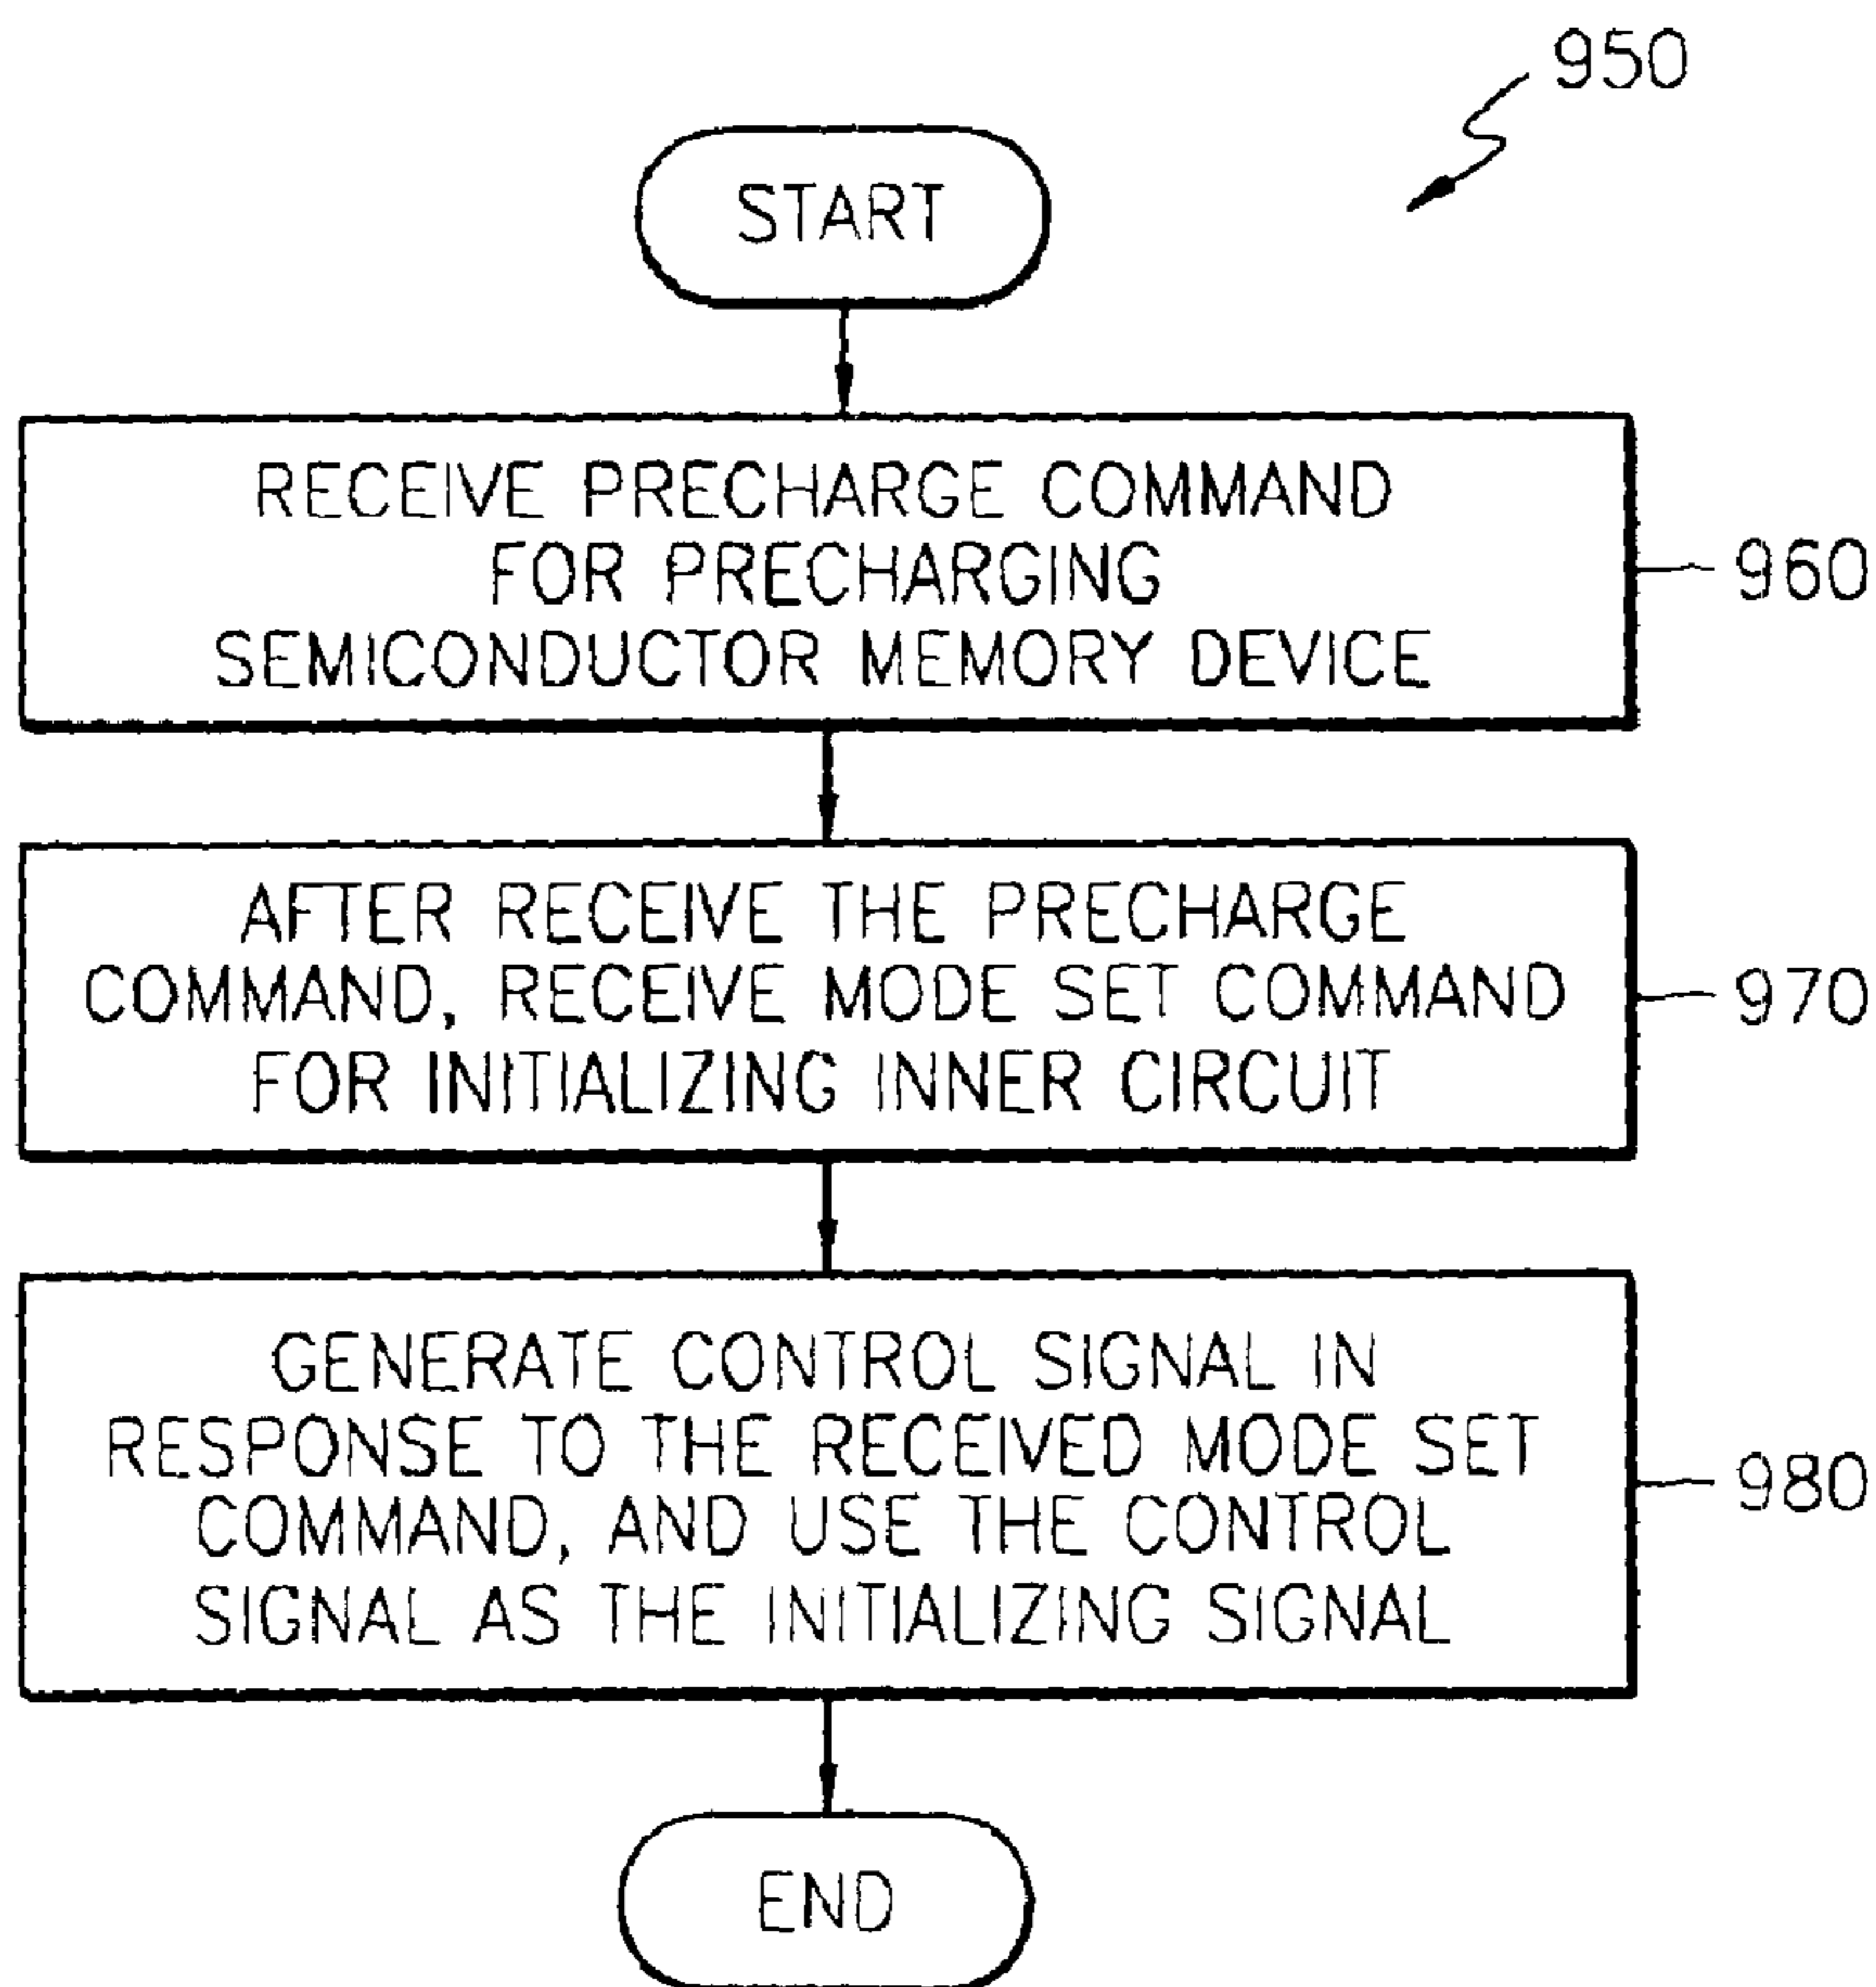 950
START
RECEIVE PRECHARGE COMMAND
FOR PRECHARGING
SEMICONDUCTOR MEMORY DEVICE
960
AFTER RECEIVE THE PRECHARGE
COMMAND, RECEIVE MODE SET COMMAND
FOR INITIALIZING INNER CIRCUIT
970
GENERATE CONTROL SIGNAL IN
RESPONSE TO THE RECEIVED MODE SET
COMMAND, AND USE THE CONTROL
SIGNAL AS THE INITIALIZING SIGNAL
980
END